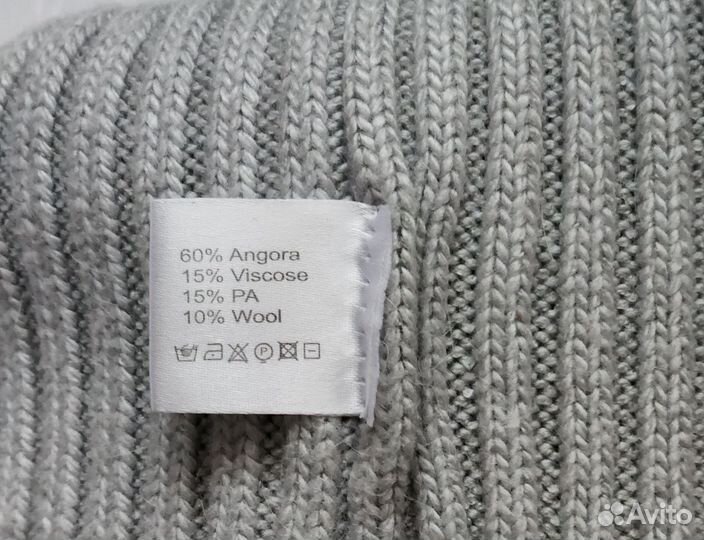 60% Angora
15% Viscose
15% PA
10% Wool
P
Avito